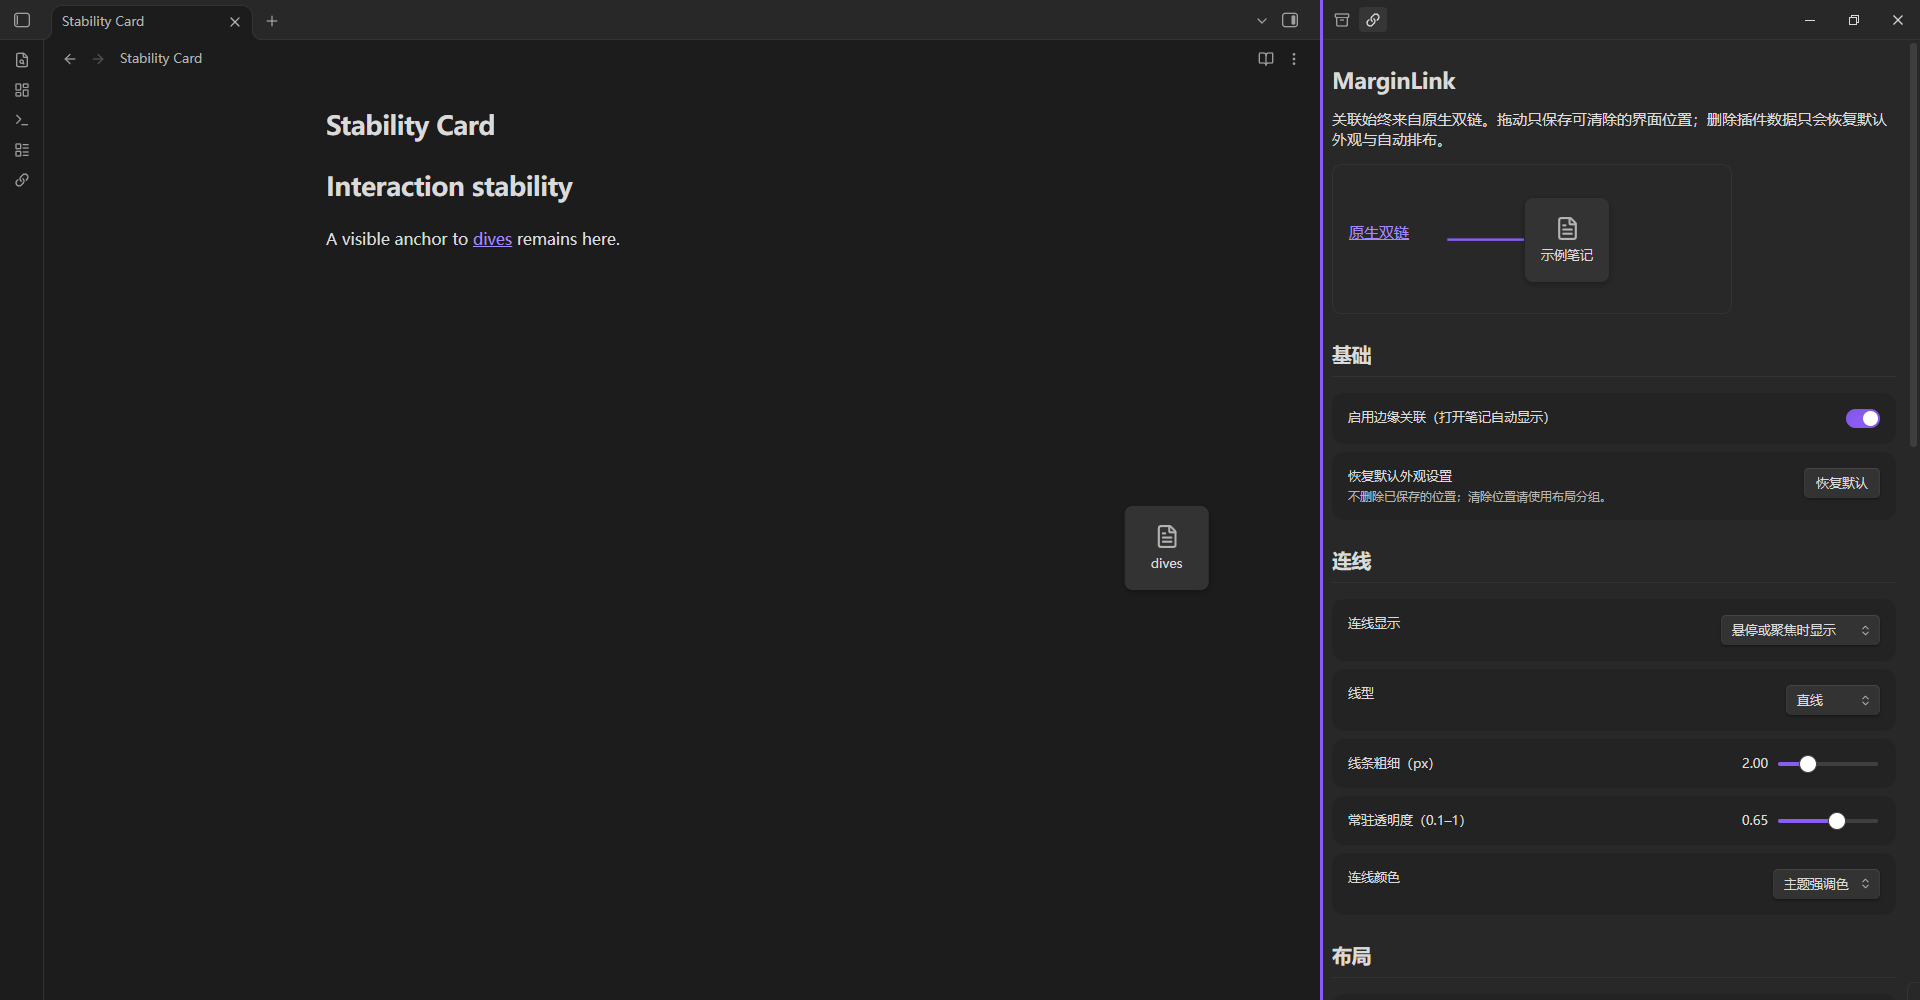 Stability Card
Stability Card
Stability Card
Interaction stability
A visible anchor to dives remains here.
dives
MarginLink
关联始终来自原生双链。拖动只保存可清除的界面位置；删除插件数据只会恢复默认
外观与自动排布。
原生双链
示例笔记
基础
启用边缘关联（打开笔记自动显示）
恢复默认外观设置
不删除已保存的位置；清除位置请使用布局分组。
恢复默认
连线
连线显示
悬停或聚焦时显示
线型
直线
线条粗细（px）
2.00
常驻透明度（0.1–1）
0.65
连线颜色
主题强调色
布局